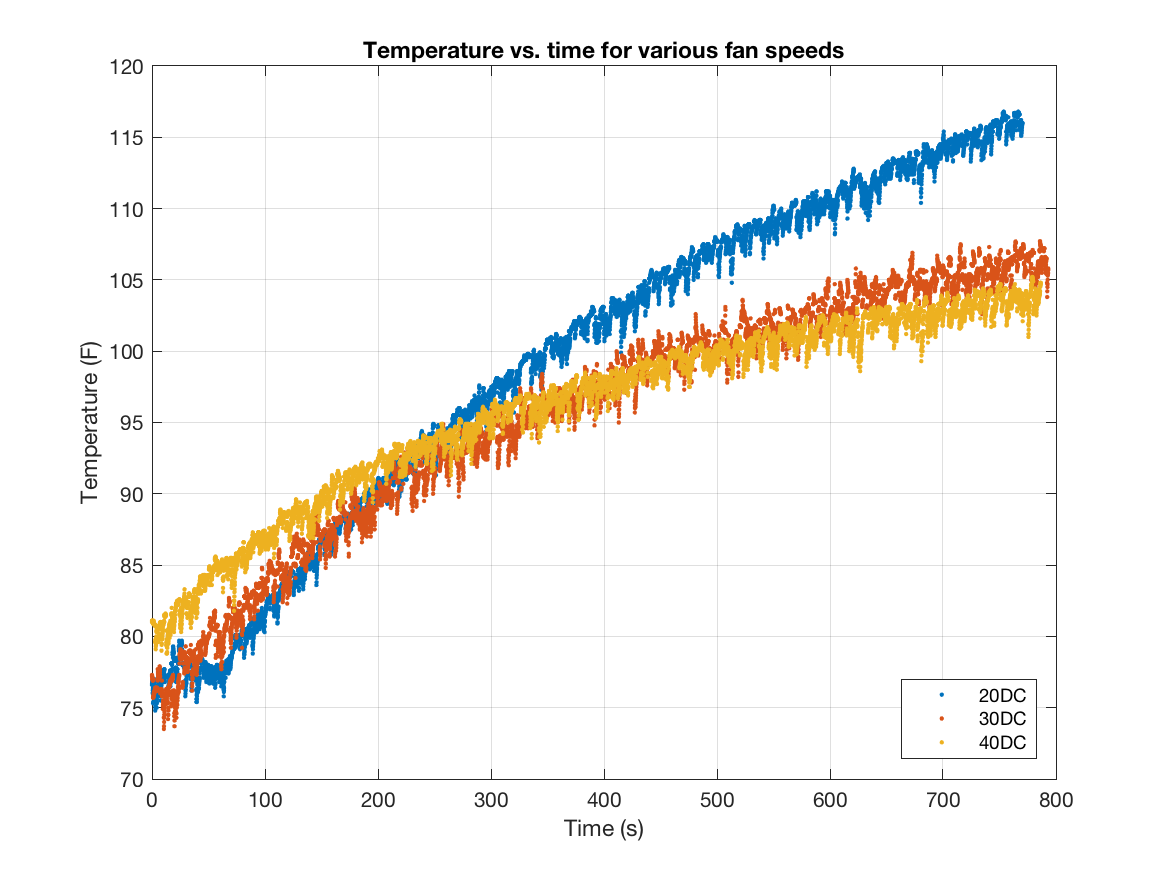 Temperature vs. time for various fan speeds
120
115
110
105
100
95
90
85
80
75
70
Temperature (F)
0 100 200 300 400 500 600 700 800
Time (s)
20DC
30DC
40DC